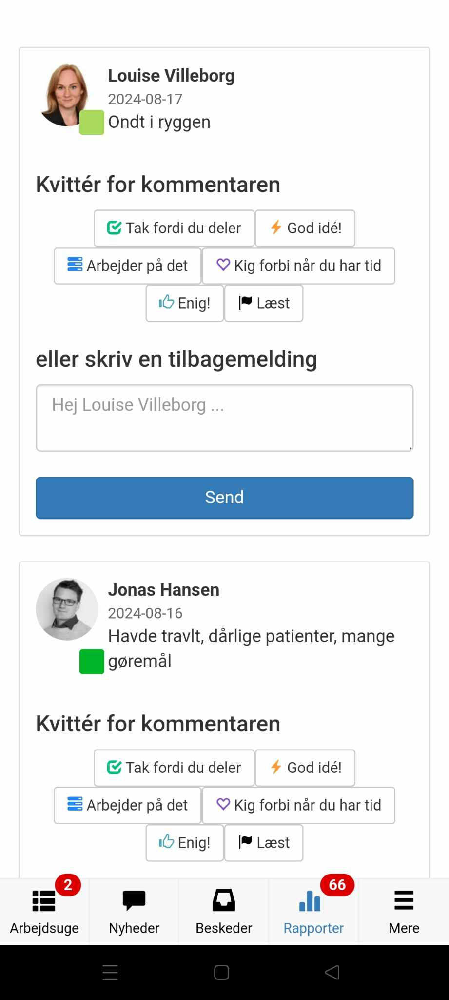 Louise Villeborg
2024-08-17
Ondt i ryggen
Kvittér for kommentaren
Tak fordi du deler
God idé!
Arbejder på det
Kig forbi når du har tid
Enig!
Læst
eller skriv en tilbagemelding
Hej Louise Villeborg ...
Send
Jonas Hansen
2024-08-16
Havde travlt, dårlige patienter, mange
gøremål
Kvittér for kommentaren
Tak fordi du deler
God idé!
Arbejder på det
Kig forbi når du har tid
Enig!
Læst
2
66
Arbejdsuge
Nyheder
Beskeder
Rapporter
Mere